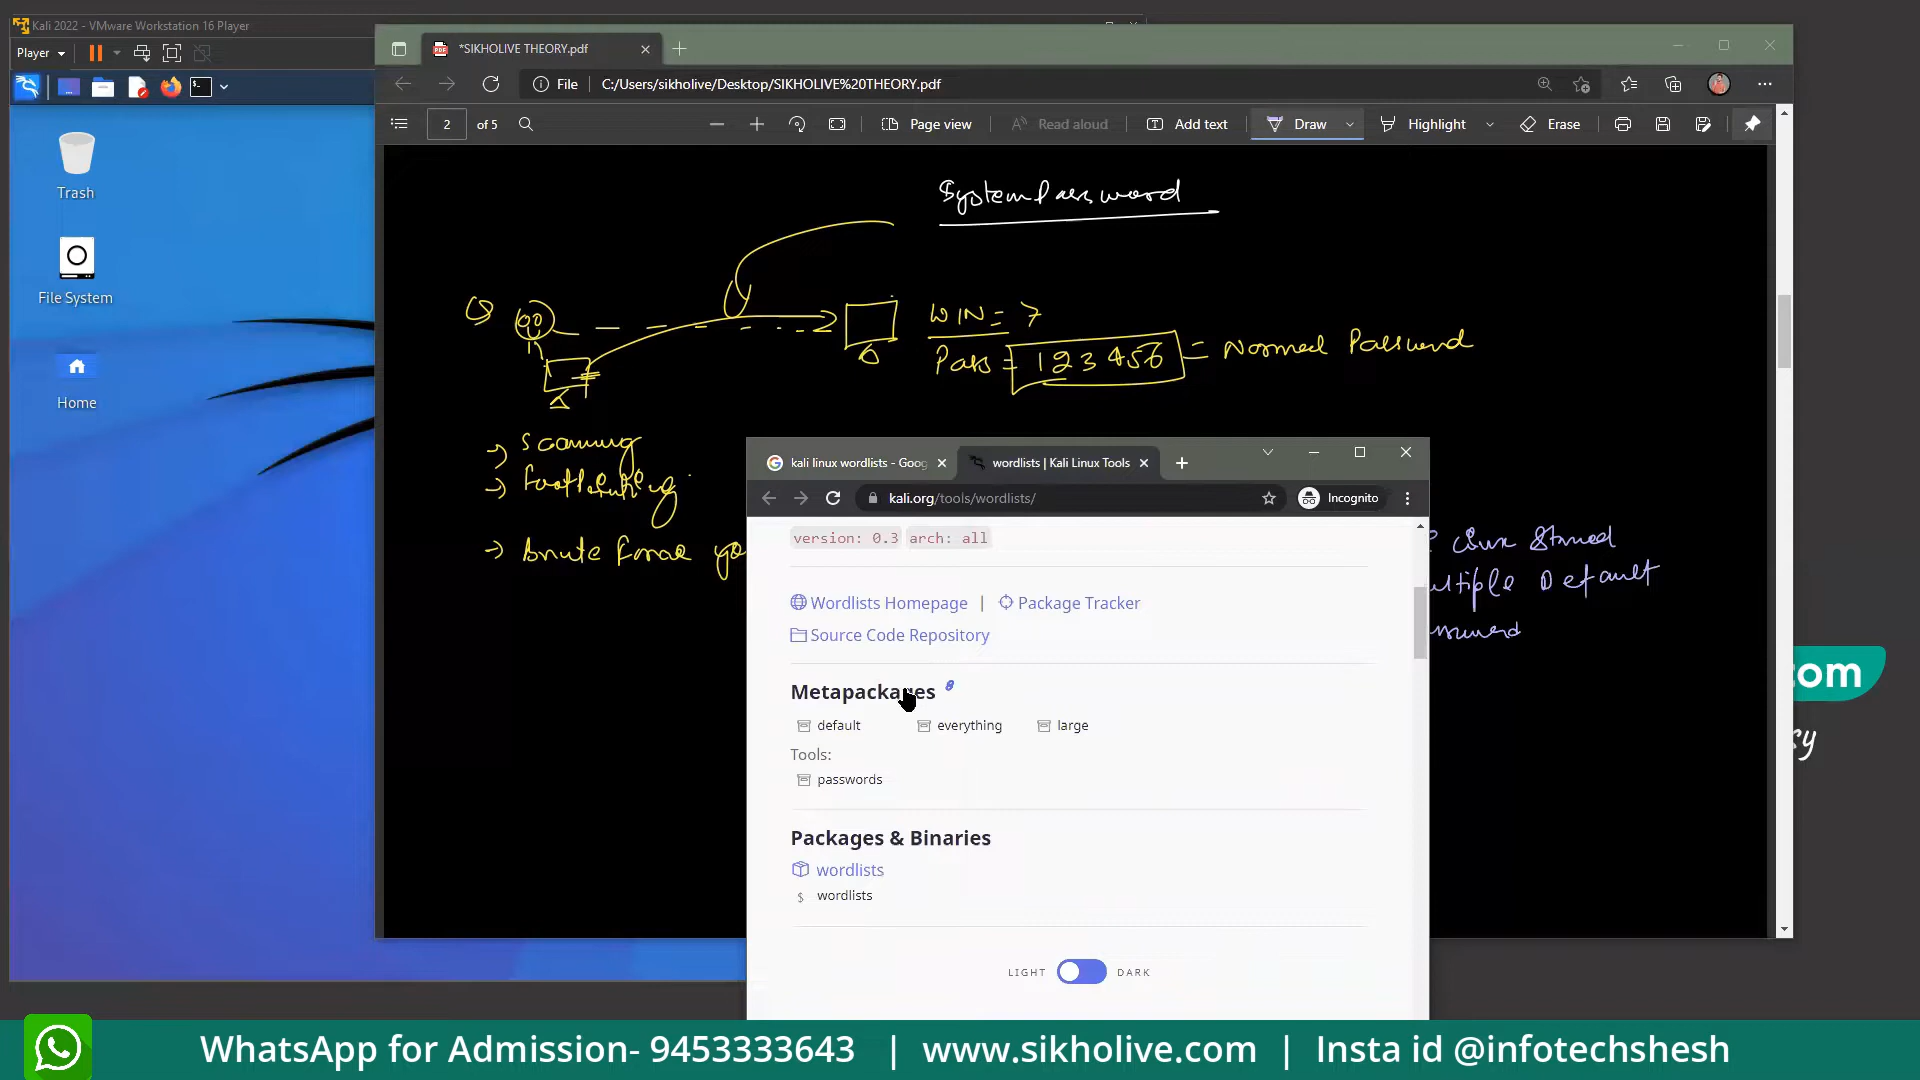 Kali 2022 - VMware Workstation 16 Player
Player
*SIKHOLIVE THEORY.pdf
File
C:/Users/sikholive/Desktop/SIKHOLIVE%20THEORY.pdf
2 of 5
Page view
Read aloud
Add text
Draw
Highlight
Erase
Trash
File System
Home
System Password
WIN = 7
Pass = 123456 = Normal Password
→ Scanning
→ Brute Force
Stored
Default
kali linux wordlists - Goog
wordlists | Kali Linux Tools
kali.org/tools/wordlists/
Incognito
version: 0.3 arch: all
Wordlists Homepage | Package Tracker
Source Code Repository
Metapackages
default everything large
Tools:
passwords
Packages & Binaries
wordlists
$ wordlists
LIGHT DARK
com
WhatsApp for Admission- 9453333643 | www.sikholive.com | Insta id @infotechshesh